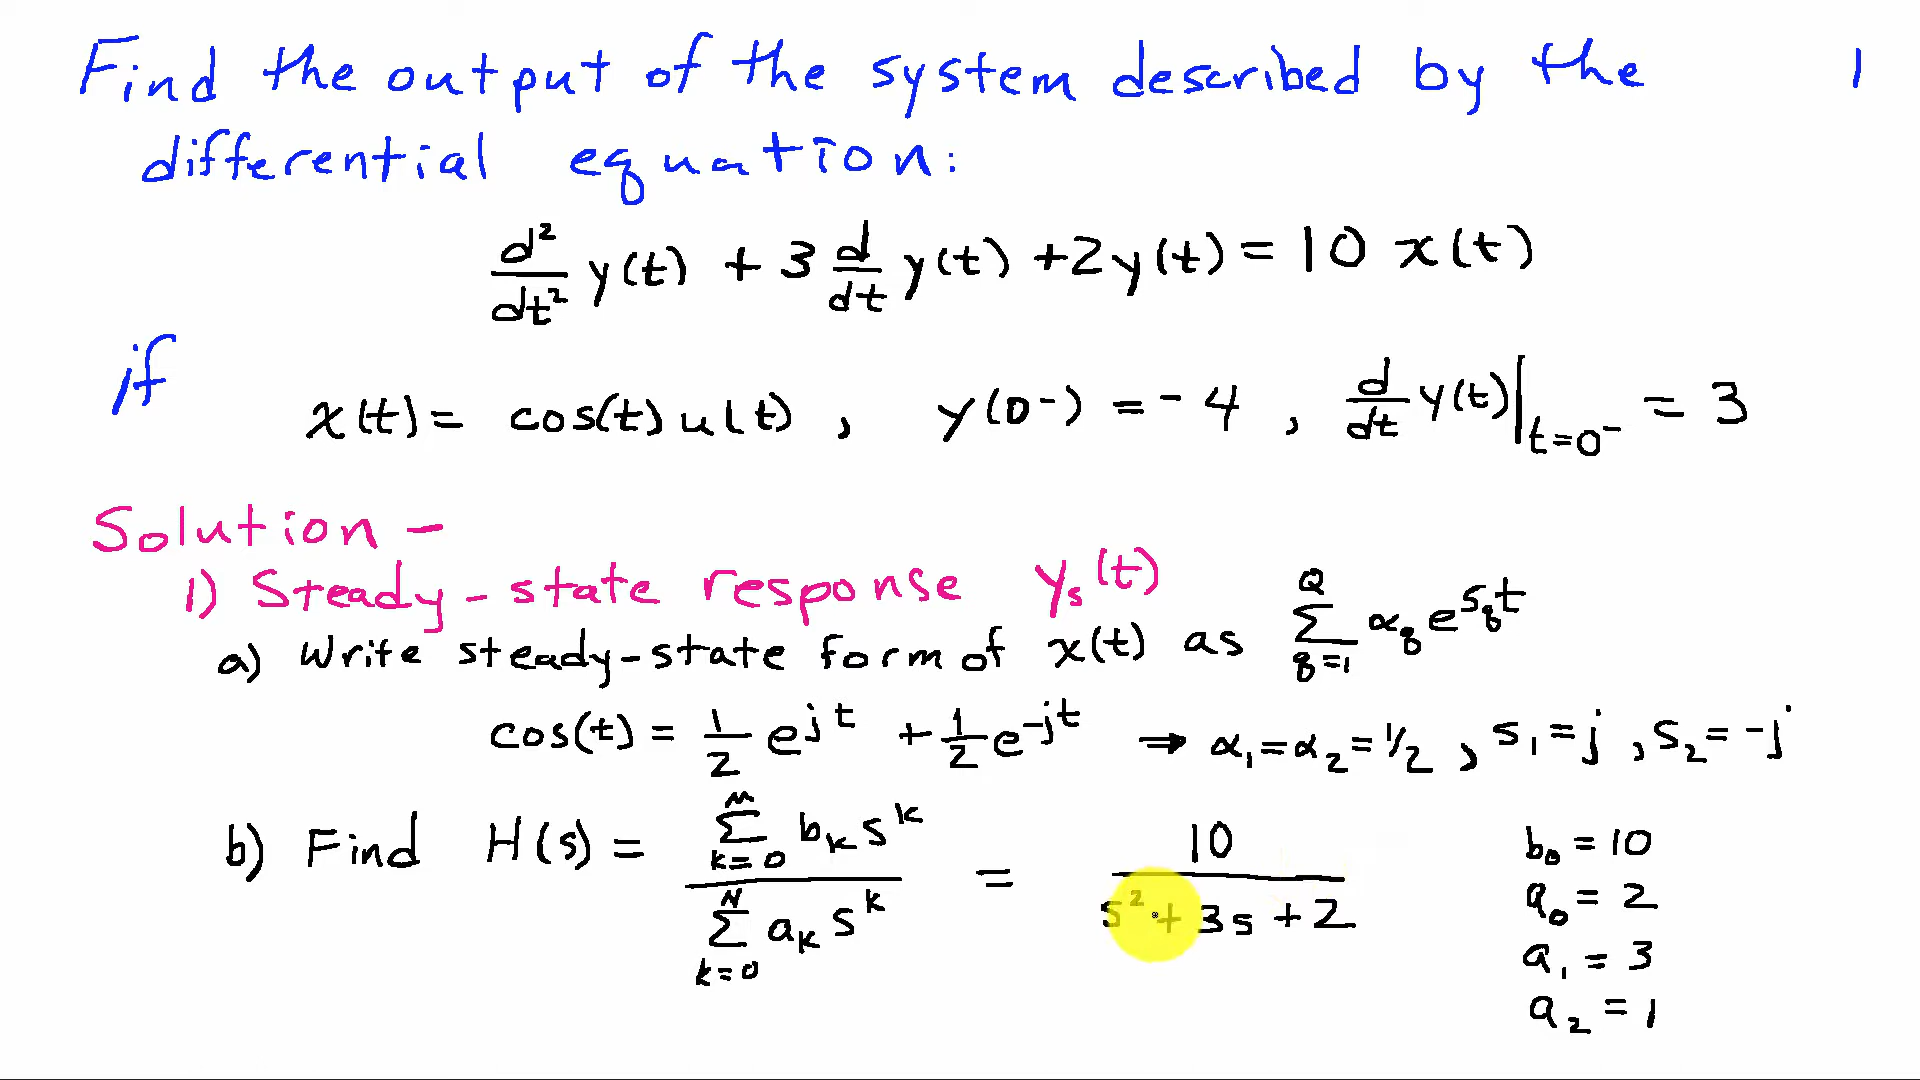 Find the output of the system described by the 1
differential equation:
d²/dt² y(t) + 3 d/dt y(t) + 2y(t) = 10 x(t)
if
x(t) = cos(t) u(t) , y(0⁻) = -4 , d/dt y(t)|t=0⁻ = 3
Solution -
1) Steady-state response yₛ(t)
a) Write steady-state form of x(t) as Σ_{q=1}^{Q} α_q e^{s_q t}
cos(t) = 1/2 e^{jt} + 1/2 e^{-jt} ⇒ α₁ = α₂ = 1/2 , s₁ = j , s₂ = -j
b) Find H(s) = Σ_{k=0}^{M} b_k s^k / Σ_{k=0}^{N} a_k s^k = 10 / s² + 3s + 2
b₀ = 10
a₀ = 2
a₁ = 3
a₂ = 1